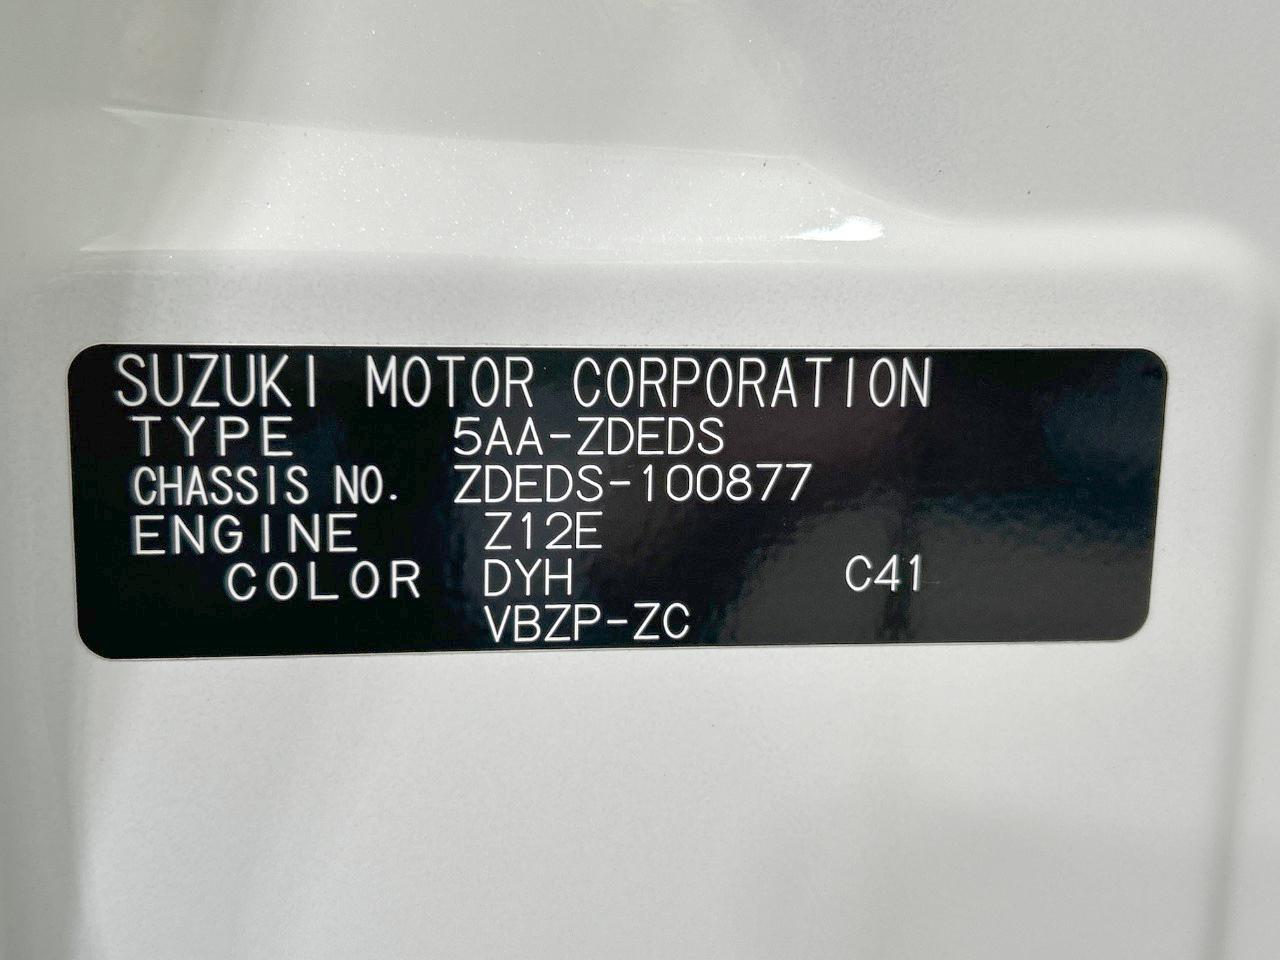 SUZUKI MOTOR CORPORATION
TYPE 5AA-ZDEDS
CHASSIS NO. ZDEDS-100877
ENGINE Z12E
COLOR DYH C41
VBZP-ZC